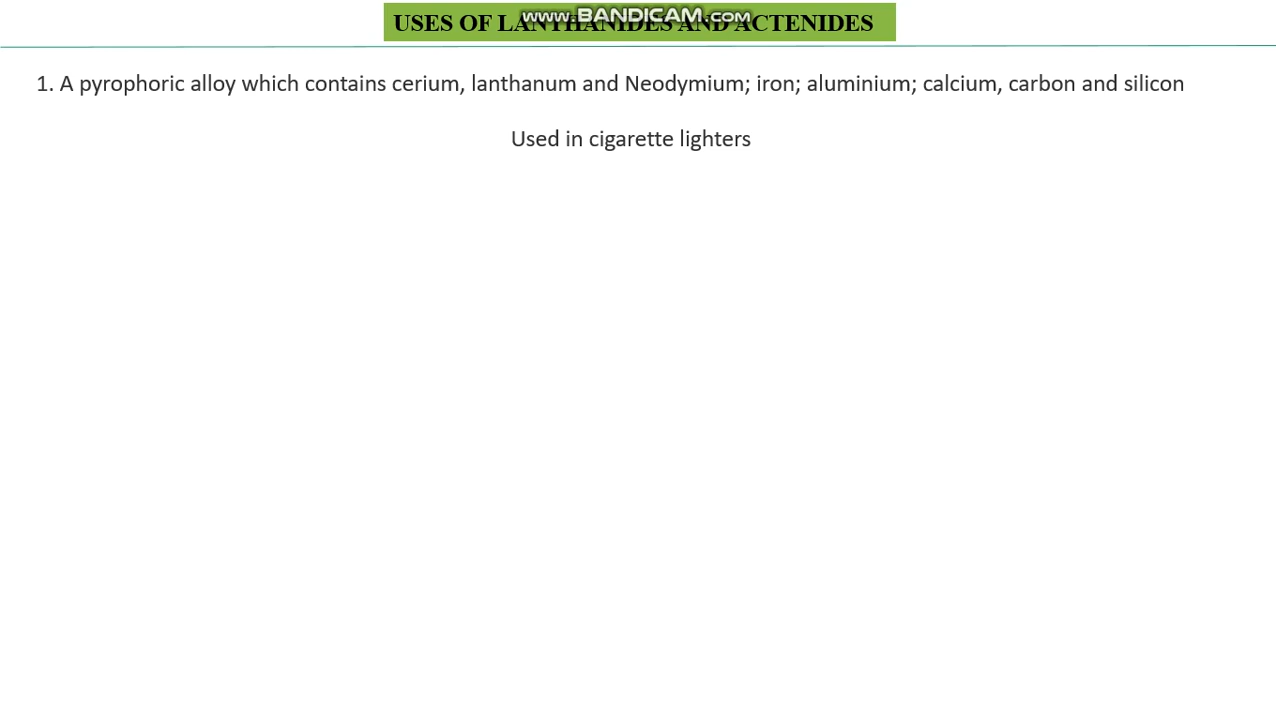 USES OF LANTHANIDES AND ACTENIDES
www.BANDICAM.com
1. A pyrophoric alloy which contains cerium, lanthanum and Neodymium; iron; aluminium; calcium, carbon and silicon
Used in cigarette lighters